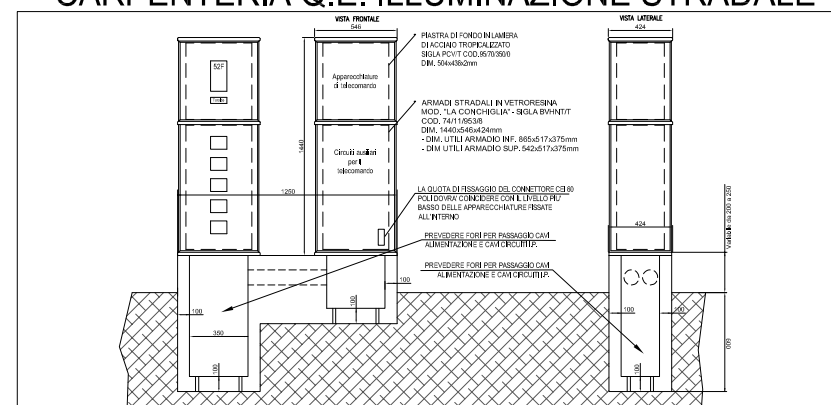 CARPENTERIA Q.E. ILLUMINAZIONE STRADALE
VISTA FRONTALE
546
VISTA LATERALE
424
PIASTRA DI FONDO IN LAMIERA
DI ACCIAIO TROPICALIZZATO
SIGLA PCV/T COD.95/70/350/0
DIM. 504x436x2mm
52F
Apparecchiature
di telecomando
ARMADI STRADALI IN VETRORESINA
MOD. "LA CONCHIGLIA" - SIGLA BVHNT/T
COD. 74/11/953/8
DIM. 1440x546x424mm
- DIM. UTILI ARMADIO INF. 865x517x375mm
- DIM UTILI ARMADIO SUP. 542x517x375mm
1440
Circuiti ausiliari
per il
telecomando
1250
LA QUOTA DI FISSAGGIO DEL CONNETTORE CEI 60
POLI DOVRA' COINCIDERE CON IL LIVELLO PIU'
BASSO DELLE APPARECCHIATURE FISSATE
ALL'INTERNO
424
Variabile da 200 a 250
PREVEDERE FORI PER PASSAGGIO CAVI
ALIMENTAZIONE E CAVI CIRCUITI I.P.
PREVEDERE FORI PER PASSAGGIO CAVI
ALIMENTAZIONE E CAVI CIRCUITI I.P.
100
100
100
100
100
350
600
100
100